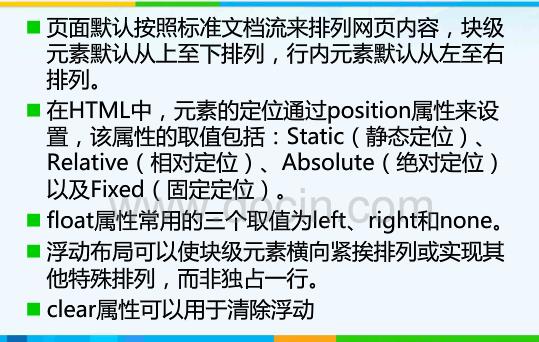 页面默认按照标准文档流来排列网页内容，块级
元素默认从上至下排列，行内元素默认从左至右
排列。
在HTML中，元素的定位通过position属性来设
置，该属性的取值包括：Static（静态定位）、
Relative（相对定位）、Absolute（绝对定位）
以及Fixed（固定定位）。
float属性常用的三个取值为left、right和none。
浮动布局可以使块级元素横向紧挨排列或实现其
他特殊排列，而非独占一行。
clear属性可以用于清除浮动